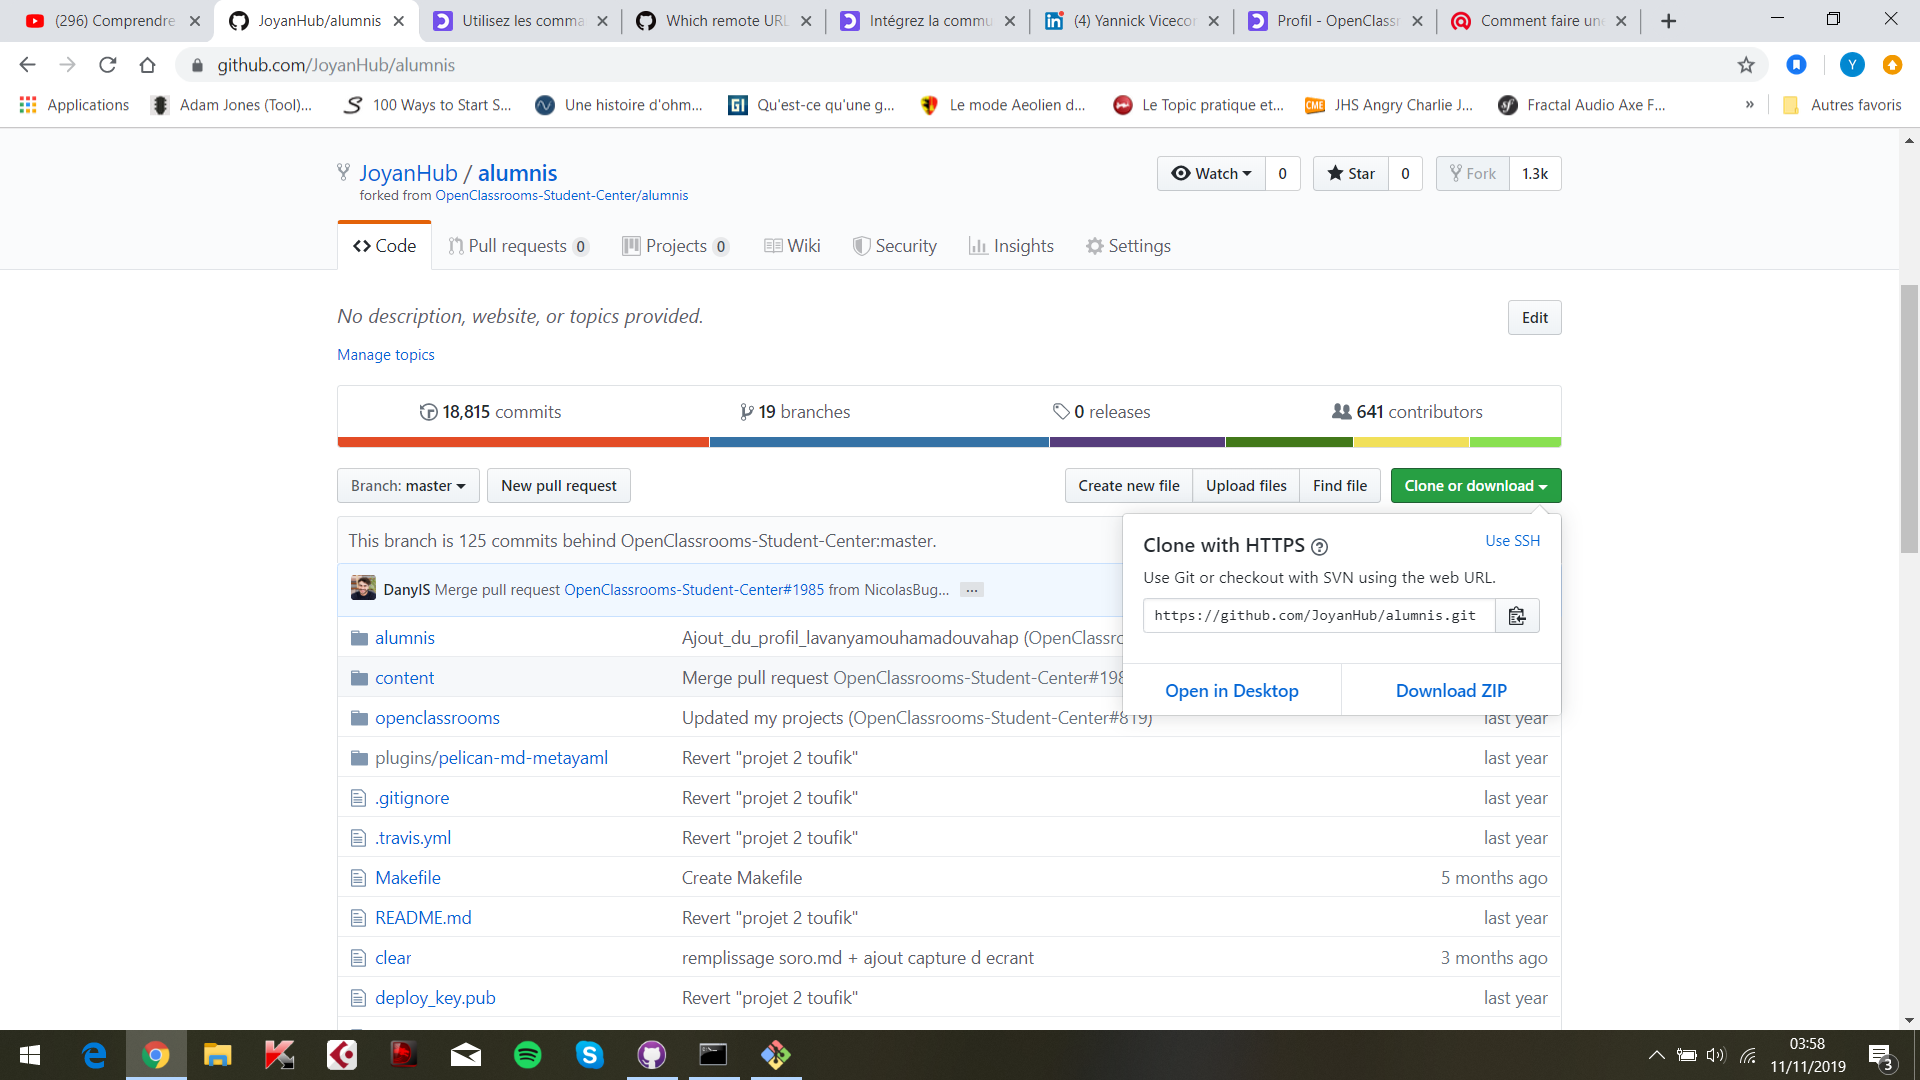 (296) Comprendre
JoyanHub/alumnis
Utilisez les comma
Which remote URL
Intégrez la commu
(4) Yannick Vicecon
Profil - OpenClassr
Comment faire une
github.com/JoyanHub/alumnis
Y
Applications
Adam Jones (Tool)...
100 Ways to Start S...
Une histoire d'ohm...
Qu'est-ce qu'une g...
Le mode Aeolien d...
Le Topic pratique et...
JHS Angry Charlie J...
Fractal Audio Axe F...
»
Autres favoris
JoyanHub / alumnis
forked from OpenClassrooms-Student-Center/alumnis
Watch 0
Star 0
Fork 1.3k
Code
Pull requests 0
Projects 0
Wiki
Security
Insights
Settings
No description, website, or topics provided.
Edit
Manage topics
18,815 commits
19 branches
0 releases
641 contributors
Branch: master
New pull request
Create new file
Upload files
Find file
Clone or download
This branch is 125 commits behind OpenClassrooms-Student-Center:master.
DanylS Merge pull request OpenClassrooms-Student-Center#1985 from NicolasBug... ...
Clone with HTTPS
Use SSH
Use Git or checkout with SVN using the web URL.
https://github.com/JoyanHub/alumnis.git
Open in Desktop
Download ZIP
alumnis Ajout_du_profil_lavanyamouhamadouvahap (OpenClassro
content Merge pull request OpenClassrooms-Student-Center#198
openclassrooms Updated my projects (OpenClassrooms-Student-Center#819) last year
plugins/pelican-md-metayaml Revert "projet 2 toufik" last year
.gitignore Revert "projet 2 toufik" last year
.travis.yml Revert "projet 2 toufik" last year
Makefile Create Makefile 5 months ago
README.md Revert "projet 2 toufik" last year
clear remplissage soro.md + ajout capture d ecrant 3 months ago
deploy_key.pub Revert "projet 2 toufik" last year
03:58
11/11/2019
3